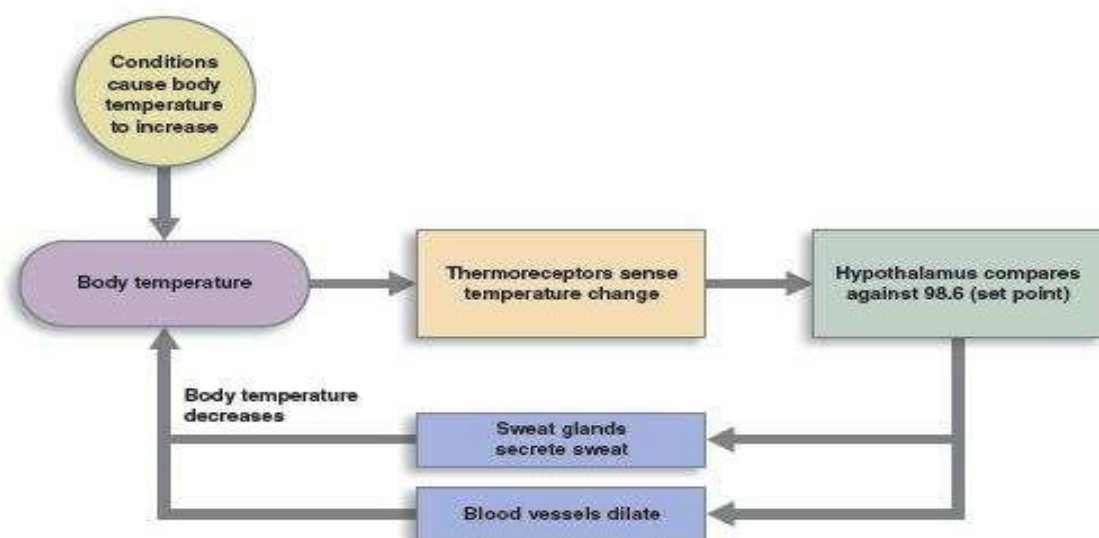 Conditions
cause body
temperature
to increase
Body temperature
Thermoreceptors sense
temperature change
Hypothalamus compares
against 98.6 (set point)
Body temperature
decreases
Sweat glands
secrete sweat
Blood vessels dilate